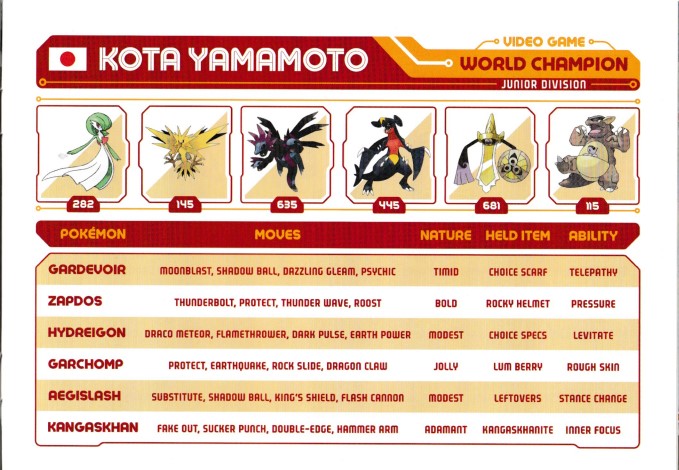 KOTA YAMAMOTO
VIDEO GAME
WORLD CHAMPION
JUNIOR DIVISION
282 145 635 445 681 115
POKÉMON MOVES NATURE HELD ITEM ABILITY
GARDEVOIR MOONBLAST, SHADOW BALL, DAZZLING GLEAM, PSYCHIC TIMID CHOICE SCARF TELEPATHY
ZAPDOS THUNDERBOLT, PROTECT, THUNDER WAVE, ROOST BOLD ROCKY HELMET PRESSURE
HYDREIGON DRACO METEOR, FLAMETHROWER, DARK PULSE, EARTH POWER MODEST CHOICE SPECS LEVITATE
GARCHOMP PROTECT, EARTHQUAKE, ROCK SLIDE, DRAGON CLAW JOLLY LUM BERRY ROUGH SKIN
AEGISLASH SUBSTITUTE, SHADOW BALL, KING'S SHIELD, FLASH CANNON MODEST LEFTOVERS STANCE CHANGE
KANGASKHAN FAKE OUT, SUCKER PUNCH, DOUBLE-EDGE, HAMMER ARM ADAMANT KANGASKHANITE INNER FOCUS